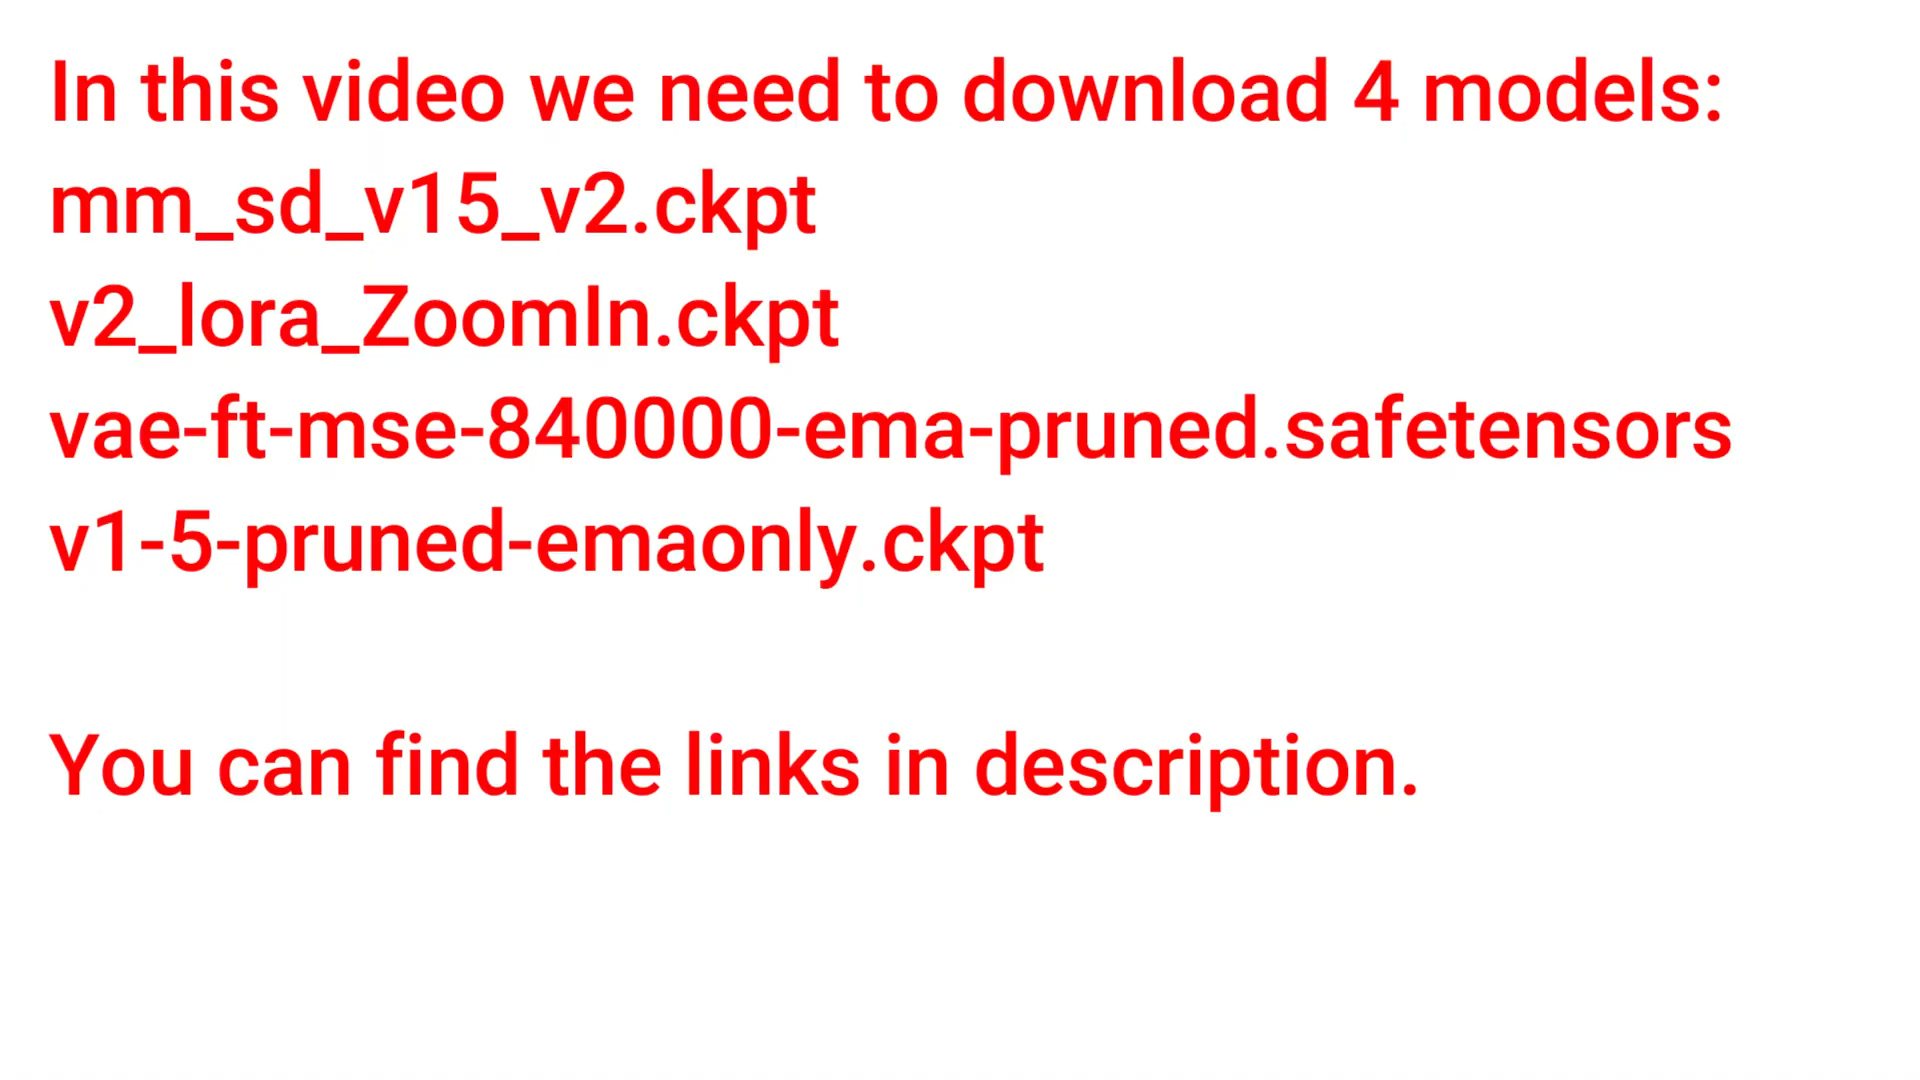 In this video we need to download 4 models:
mm_sd_v15_v2.ckpt
v2_lora_ZoomIn.ckpt
vae-ft-mse-840000-ema-pruned.safetensors
v1-5-pruned-emaonly.ckpt
You can find the links in description.